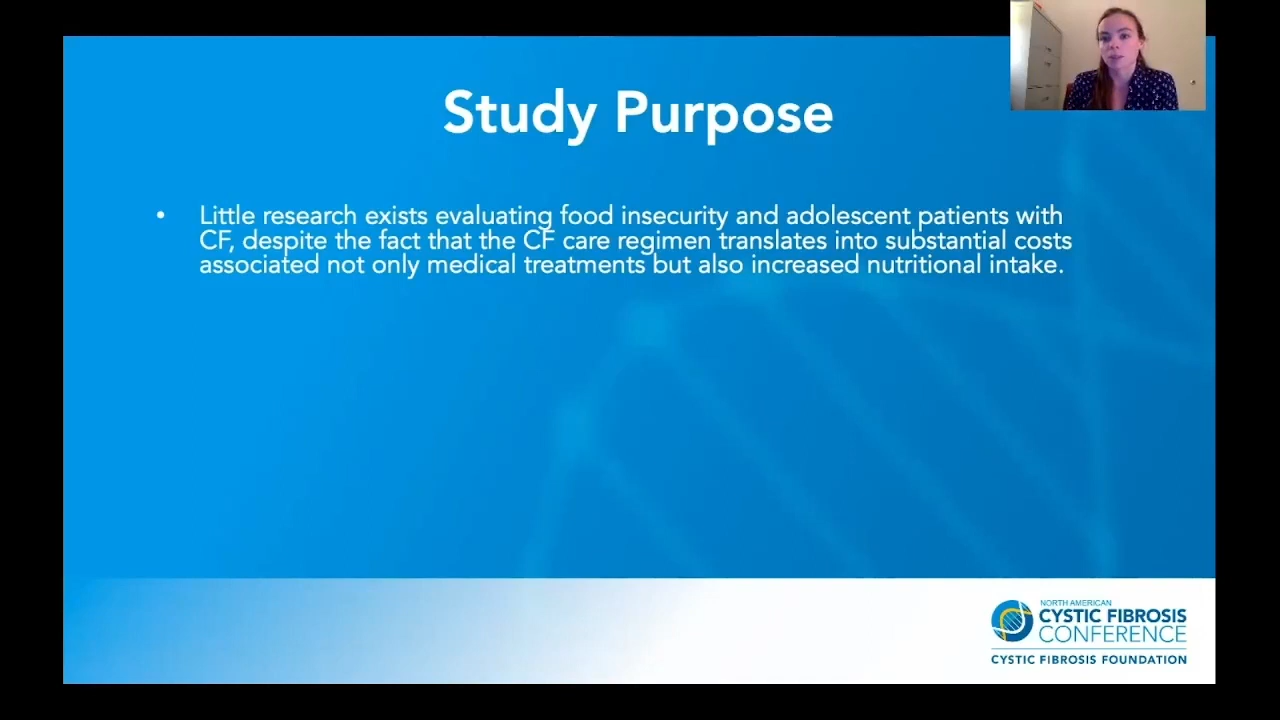 Study Purpose
• Little research exists evaluating food insecurity and adolescent patients with
CF, despite the fact that the CF care regimen translates into substantial costs
associated not only medical treatments but also increased nutritional intake.
NORTH AMERICAN
CYSTIC FIBROSIS
CONFERENCE
CYSTIC FIBROSIS FOUNDATION